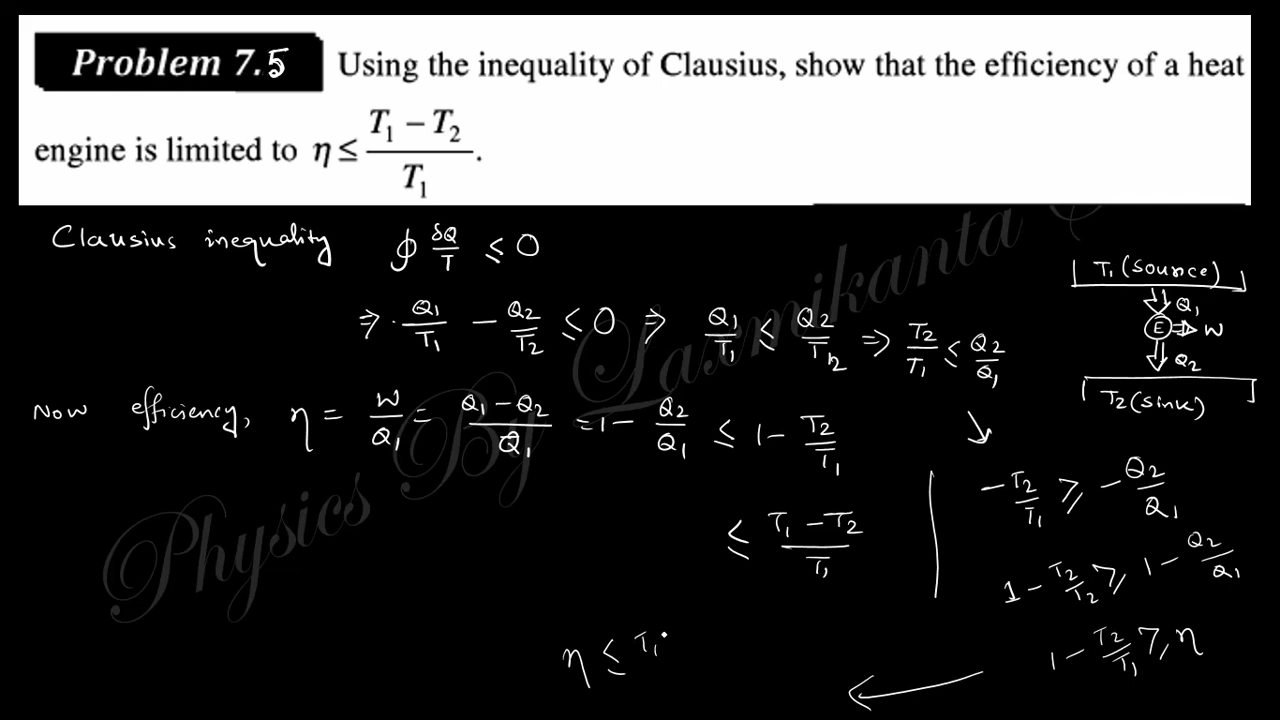 Problem 7.5 Using the inequality of Clausius, show that the efficiency of a heat
engine is limited to η ≤ (T₁ − T₂)/T₁.
Clausius inequality ∮ δQ/T ≤ 0
⇒ Q₁/T₁ − Q₂/T₂ ≤ 0 ⇒ Q₁/T₁ ≤ Q₂/T₂ ⇒ T₂/T₁ ≤ Q₂/Q₁
Now efficiency, η = W/Q₁ = (Q₁ − Q₂)/Q₁ = 1 − Q₂/Q₁ ≤ 1 − T₂/T₁
≤ (T₁ − T₂)/T₁
η ≤ T₁
T₁ (source)
Q₁
E ⇒ W
Q₂
T₂ (sink)
− T₂/T₁ ≥ − Q₂/Q₁
1 − T₂/T₂ ≥ 1 − Q₂/Q₁
1 − T₂/T₁ ≥ η
Physics By Laxmikanta